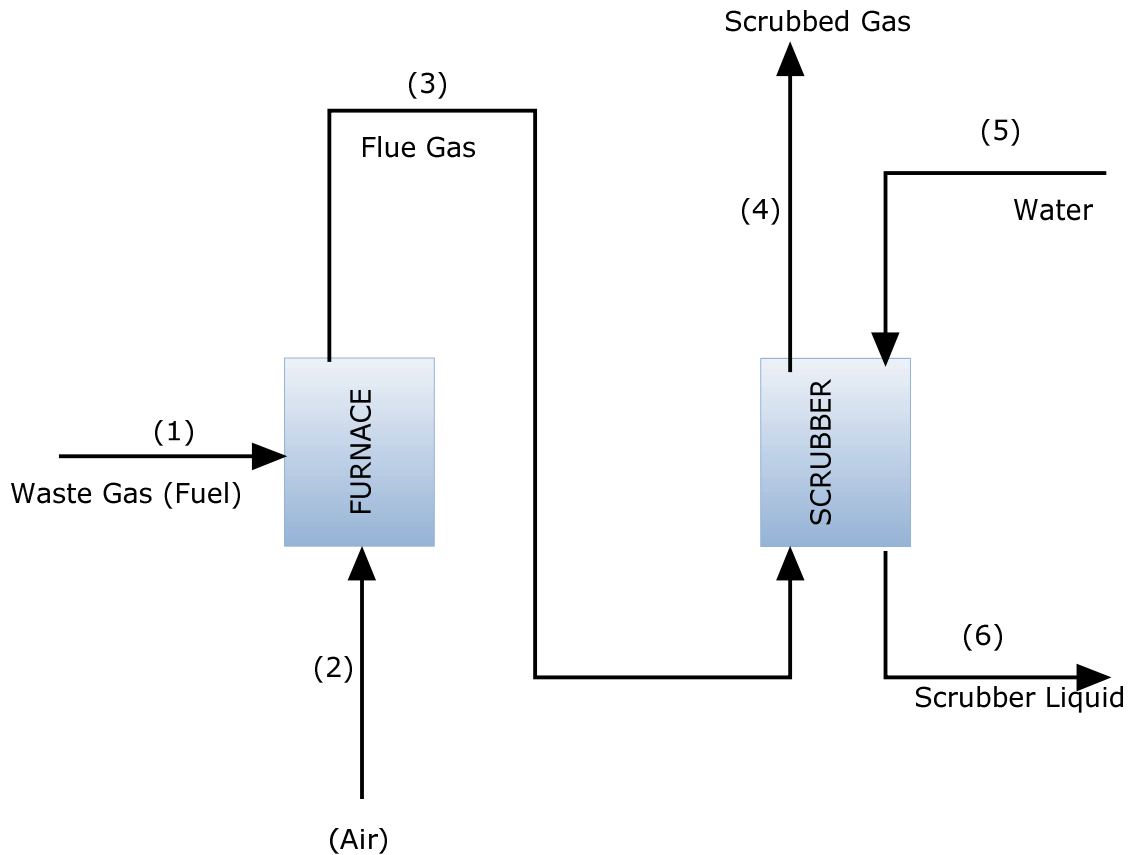 Scrubbed Gas
(3)
(5)
Flue Gas
(4)
Water
FURNACE
SCRUBBER
(1)
Waste Gas (Fuel)
(2)
(6)
Scrubber Liquid
(Air)